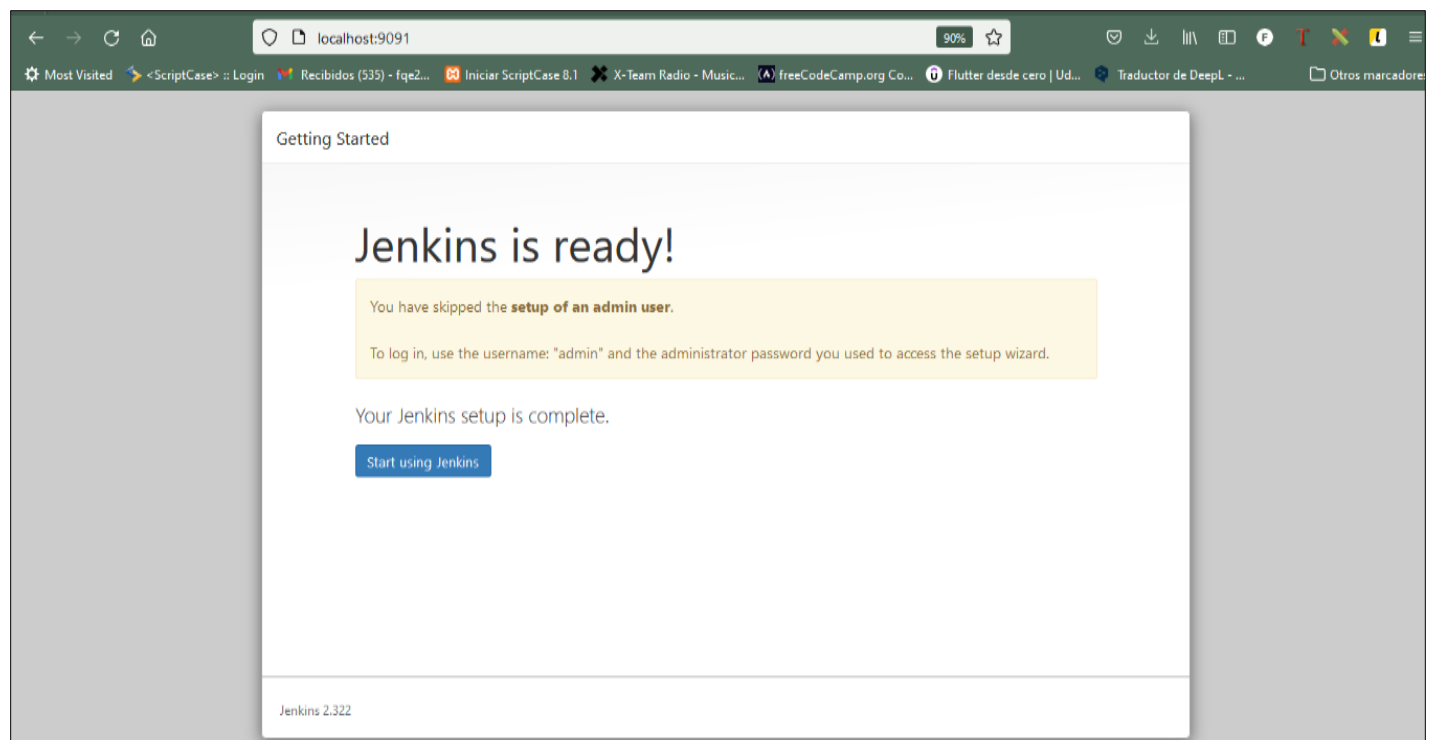 localhost:9091
90%
Most Visited
<ScriptCase> :: Login
Recibidos (535) - fqe2...
Iniciar ScriptCase 8.1
X-Team Radio - Music...
freeCodeCamp.org Co...
Flutter desde cero | Ud...
Traductor de DeepL - ...
Otros marcadores
Getting Started
Jenkins is ready!
You have skipped the setup of an admin user.
To log in, use the username: "admin" and the administrator password you used to access the setup wizard.
Your Jenkins setup is complete.
Start using Jenkins
Jenkins 2.322